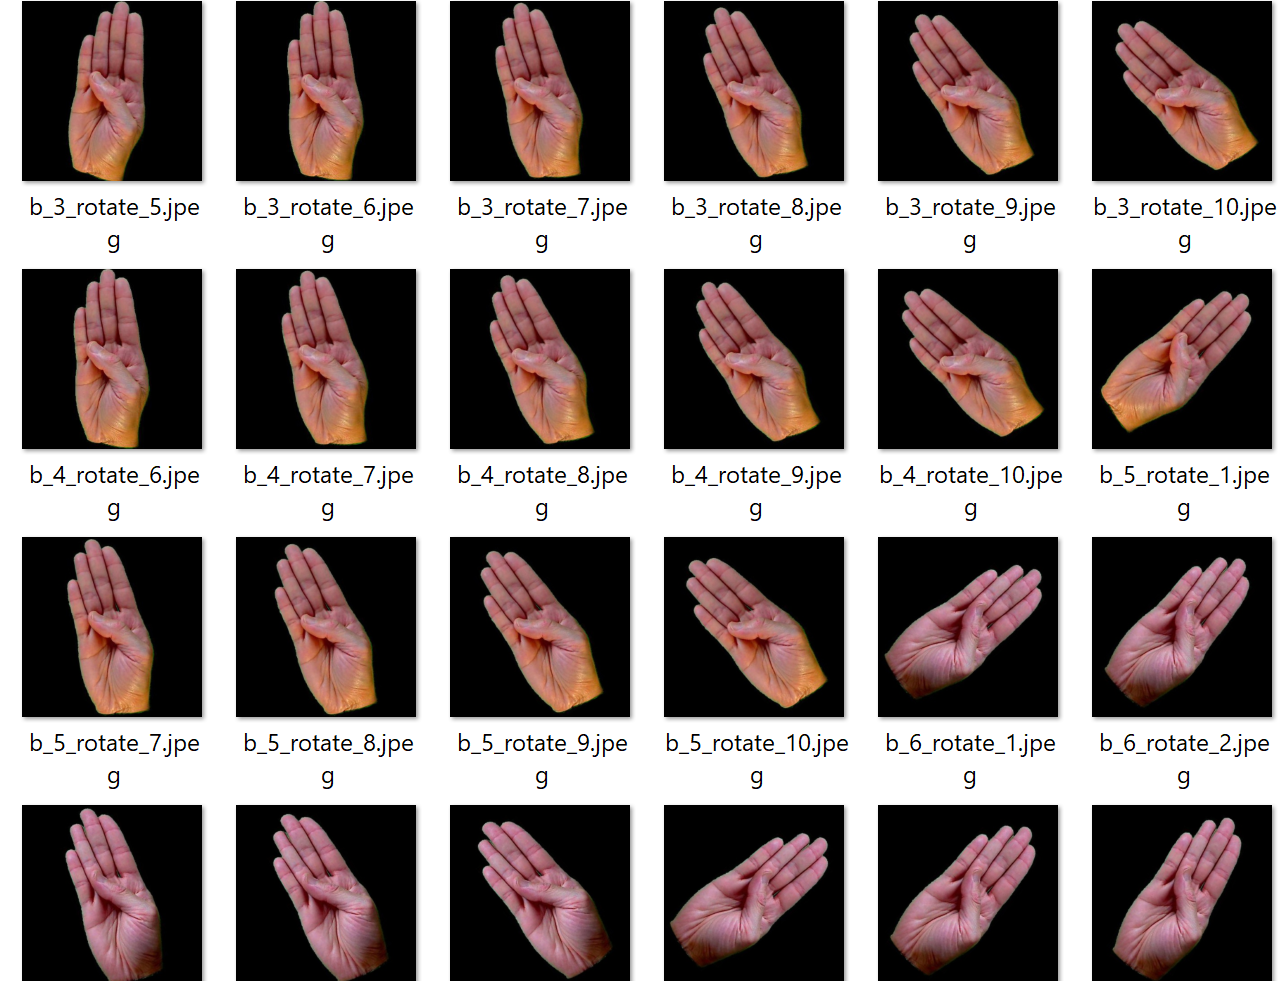 b_3_rotate_5.jpe
g
b_3_rotate_6.jpe
g
b_3_rotate_7.jpe
g
b_3_rotate_8.jpe
g
b_3_rotate_9.jpe
g
b_3_rotate_10.jpe
g
b_4_rotate_6.jpe
g
b_4_rotate_7.jpe
g
b_4_rotate_8.jpe
g
b_4_rotate_9.jpe
g
b_4_rotate_10.jpe
g
b_5_rotate_1.jpe
g
b_5_rotate_7.jpe
g
b_5_rotate_8.jpe
g
b_5_rotate_9.jpe
g
b_5_rotate_10.jpe
g
b_6_rotate_1.jpe
g
b_6_rotate_2.jpe
g